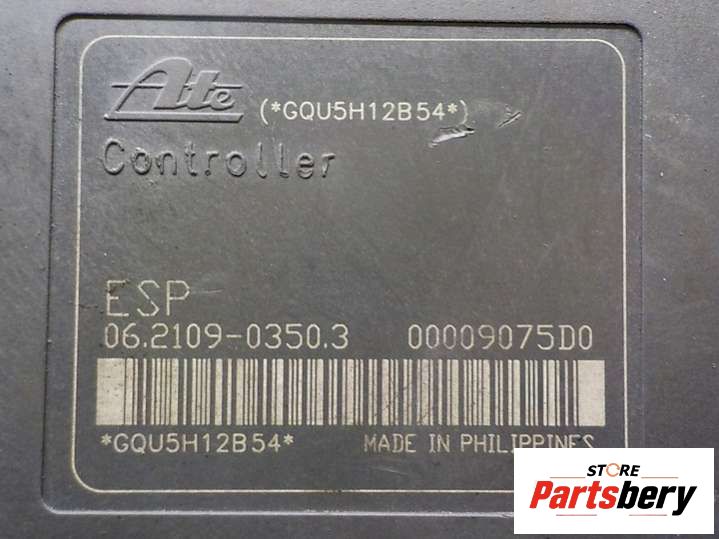 Ate (*GQU5H12B54*)
Controller
ESP
06.2109-0350.3 00009075D0
*GQU5H12B54* MADE IN PHILIPPINES
STORE
Partsbery